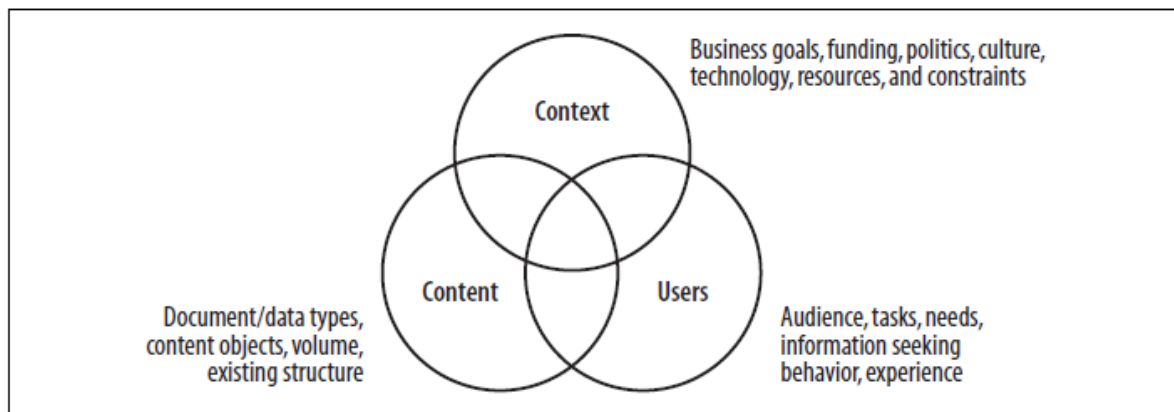 Business goals, funding, politics, culture,
technology, resources, and constraints
Context
Content
Users
Document/data types,
content objects, volume,
existing structure
Audience, tasks, needs,
information seeking
behavior, experience